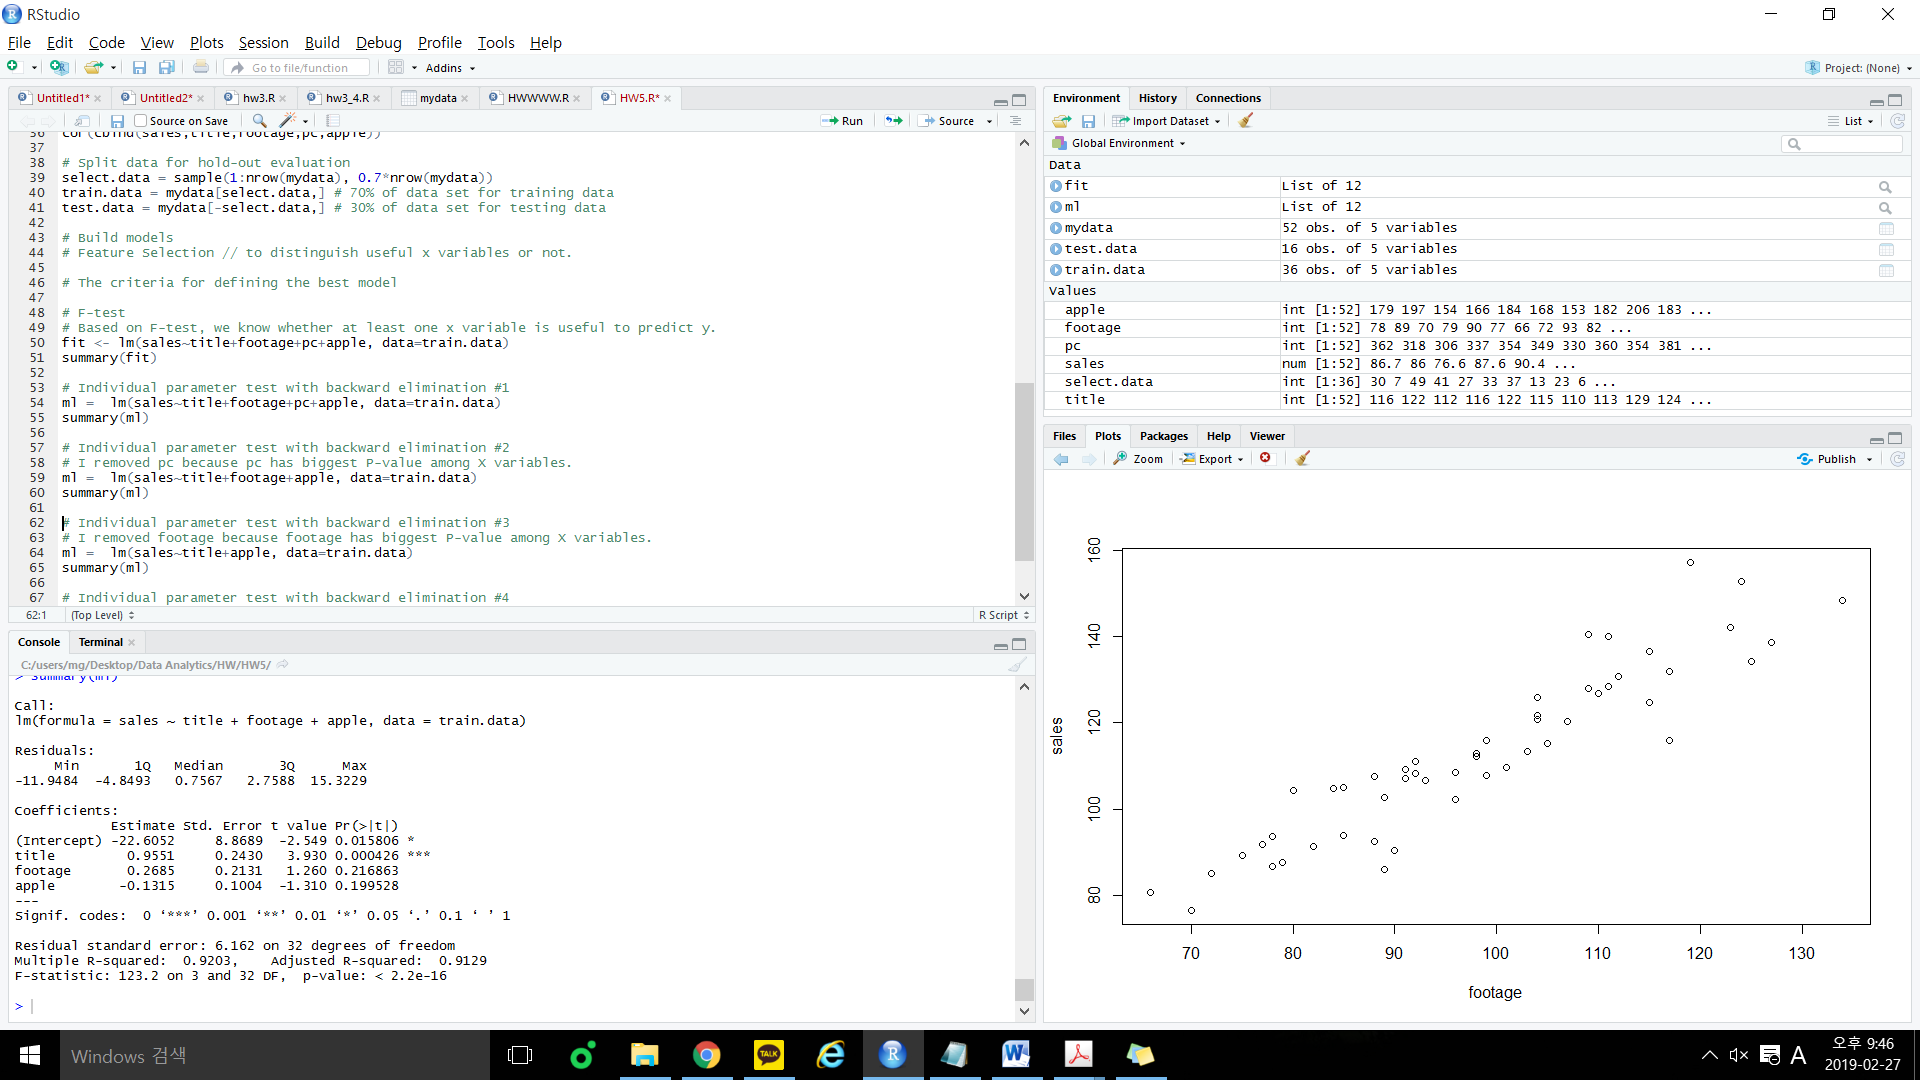 RStudio
File Edit Code View Plots Session Build Debug Profile Tools Help
Go to file/function Addins Project: (None)
Untitled1* Untitled2* hw3.R hw3_4.R mydata HWWWW.R HW5.R*
Source on Save Run Source
36 cor(cbind(sales,title,footage,pc,apple))
37
38 # Split data for hold-out evaluation
39 select.data = sample(1:nrow(mydata), 0.7*nrow(mydata))
40 train.data = mydata[select.data,] # 70% of data set for training data
41 test.data = mydata[-select.data,] # 30% of data set for testing data
42
43 # Build models
44 # Feature Selection // to distinguish useful x variables or not.
45
46 # The criteria for defining the best model
47
48 # F-test
49 # Based on F-test, we know whether at least one x variable is useful to predict y.
50 fit <- lm(sales~title+footage+pc+apple, data=train.data)
51 summary(fit)
52
53 # Individual parameter test with backward elimination #1
54 ml =  lm(sales~title+footage+pc+apple, data=train.data)
55 summary(ml)
56
57 # Individual parameter test with backward elimination #2
58 # I removed pc because pc has biggest P-value among X variables.
59 ml =  lm(sales~title+footage+apple, data=train.data)
60 summary(ml)
61
62 # Individual parameter test with backward elimination #3
63 # I removed footage because footage has biggest P-value among X variables.
64 ml =  lm(sales~title+apple, data=train.data)
65 summary(ml)
66
67 # Individual parameter test with backward elimination #4
62:1 (Top Level) R Script
Console Terminal
C:/users/mg/Desktop/Data Analytics/HW/HW5/
> summary(ml)
Call:
lm(formula = sales ~ title + footage + apple, data = train.data)
Residuals:
Min 1Q Median 3Q Max
-11.9484 -4.8493 0.7567 2.7588 15.3229
Coefficients:
Estimate Std. Error t value Pr(>|t|)
(Intercept) -22.6052 8.8689 -2.549 0.015806 *
title 0.9551 0.2430 3.930 0.000426 ***
footage 0.2685 0.2131 1.260 0.216863
apple -0.1315 0.1004 -1.310 0.199528
---
Signif. codes:  0 ‘***’ 0.001 ‘**’ 0.01 ‘*’ 0.05 ‘.’ 0.1 ‘ ’ 1
Residual standard error: 6.162 on 32 degrees of freedom
Multiple R-squared:  0.9203,    Adjusted R-squared:  0.9129
F-statistic: 123.2 on 3 and 32 DF,  p-value: < 2.2e-16
>
Environment History Connections
Import Dataset List
Global Environment
Data
fit List of 12
ml List of 12
mydata 52 obs. of 5 variables
test.data 16 obs. of 5 variables
train.data 36 obs. of 5 variables
Values
apple int [1:52] 179 197 154 166 184 168 153 182 206 183 ...
footage int [1:52] 78 89 70 79 90 77 66 72 93 82 ...
pc int [1:52] 362 318 306 337 354 349 330 360 354 381 ...
sales num [1:52] 86.7 86 76.6 87.6 90.4 ...
select.data int [1:36] 30 7 49 41 27 33 37 13 23 6 ...
title int [1:52] 116 122 112 116 122 115 110 113 129 124 ...
Files Plots Packages Help Viewer
Zoom Export Publish
160
140
120
100
80
sales
70 80 90 100 110 120 130
footage
Windows 검색
TALK
A
오후 9:46
2019-02-27